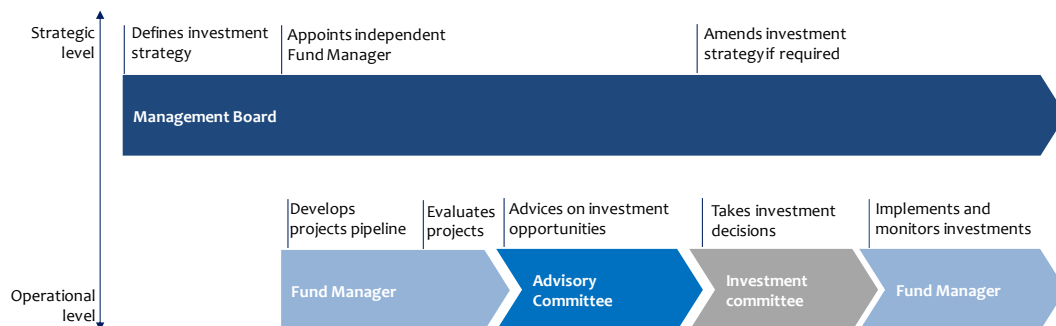 Strategic
level
Defines investment
strategy
Appoints independent
Fund Manager
Amends investment
strategy if required
Management Board
Develops
projects pipeline
Evaluates
projects
Advices on investment
opportunities
Takes investment
decisions
Implements and
monitors investments
Operational
level
Fund Manager
Advisory
Committee
Investment
committee
Fund Manager